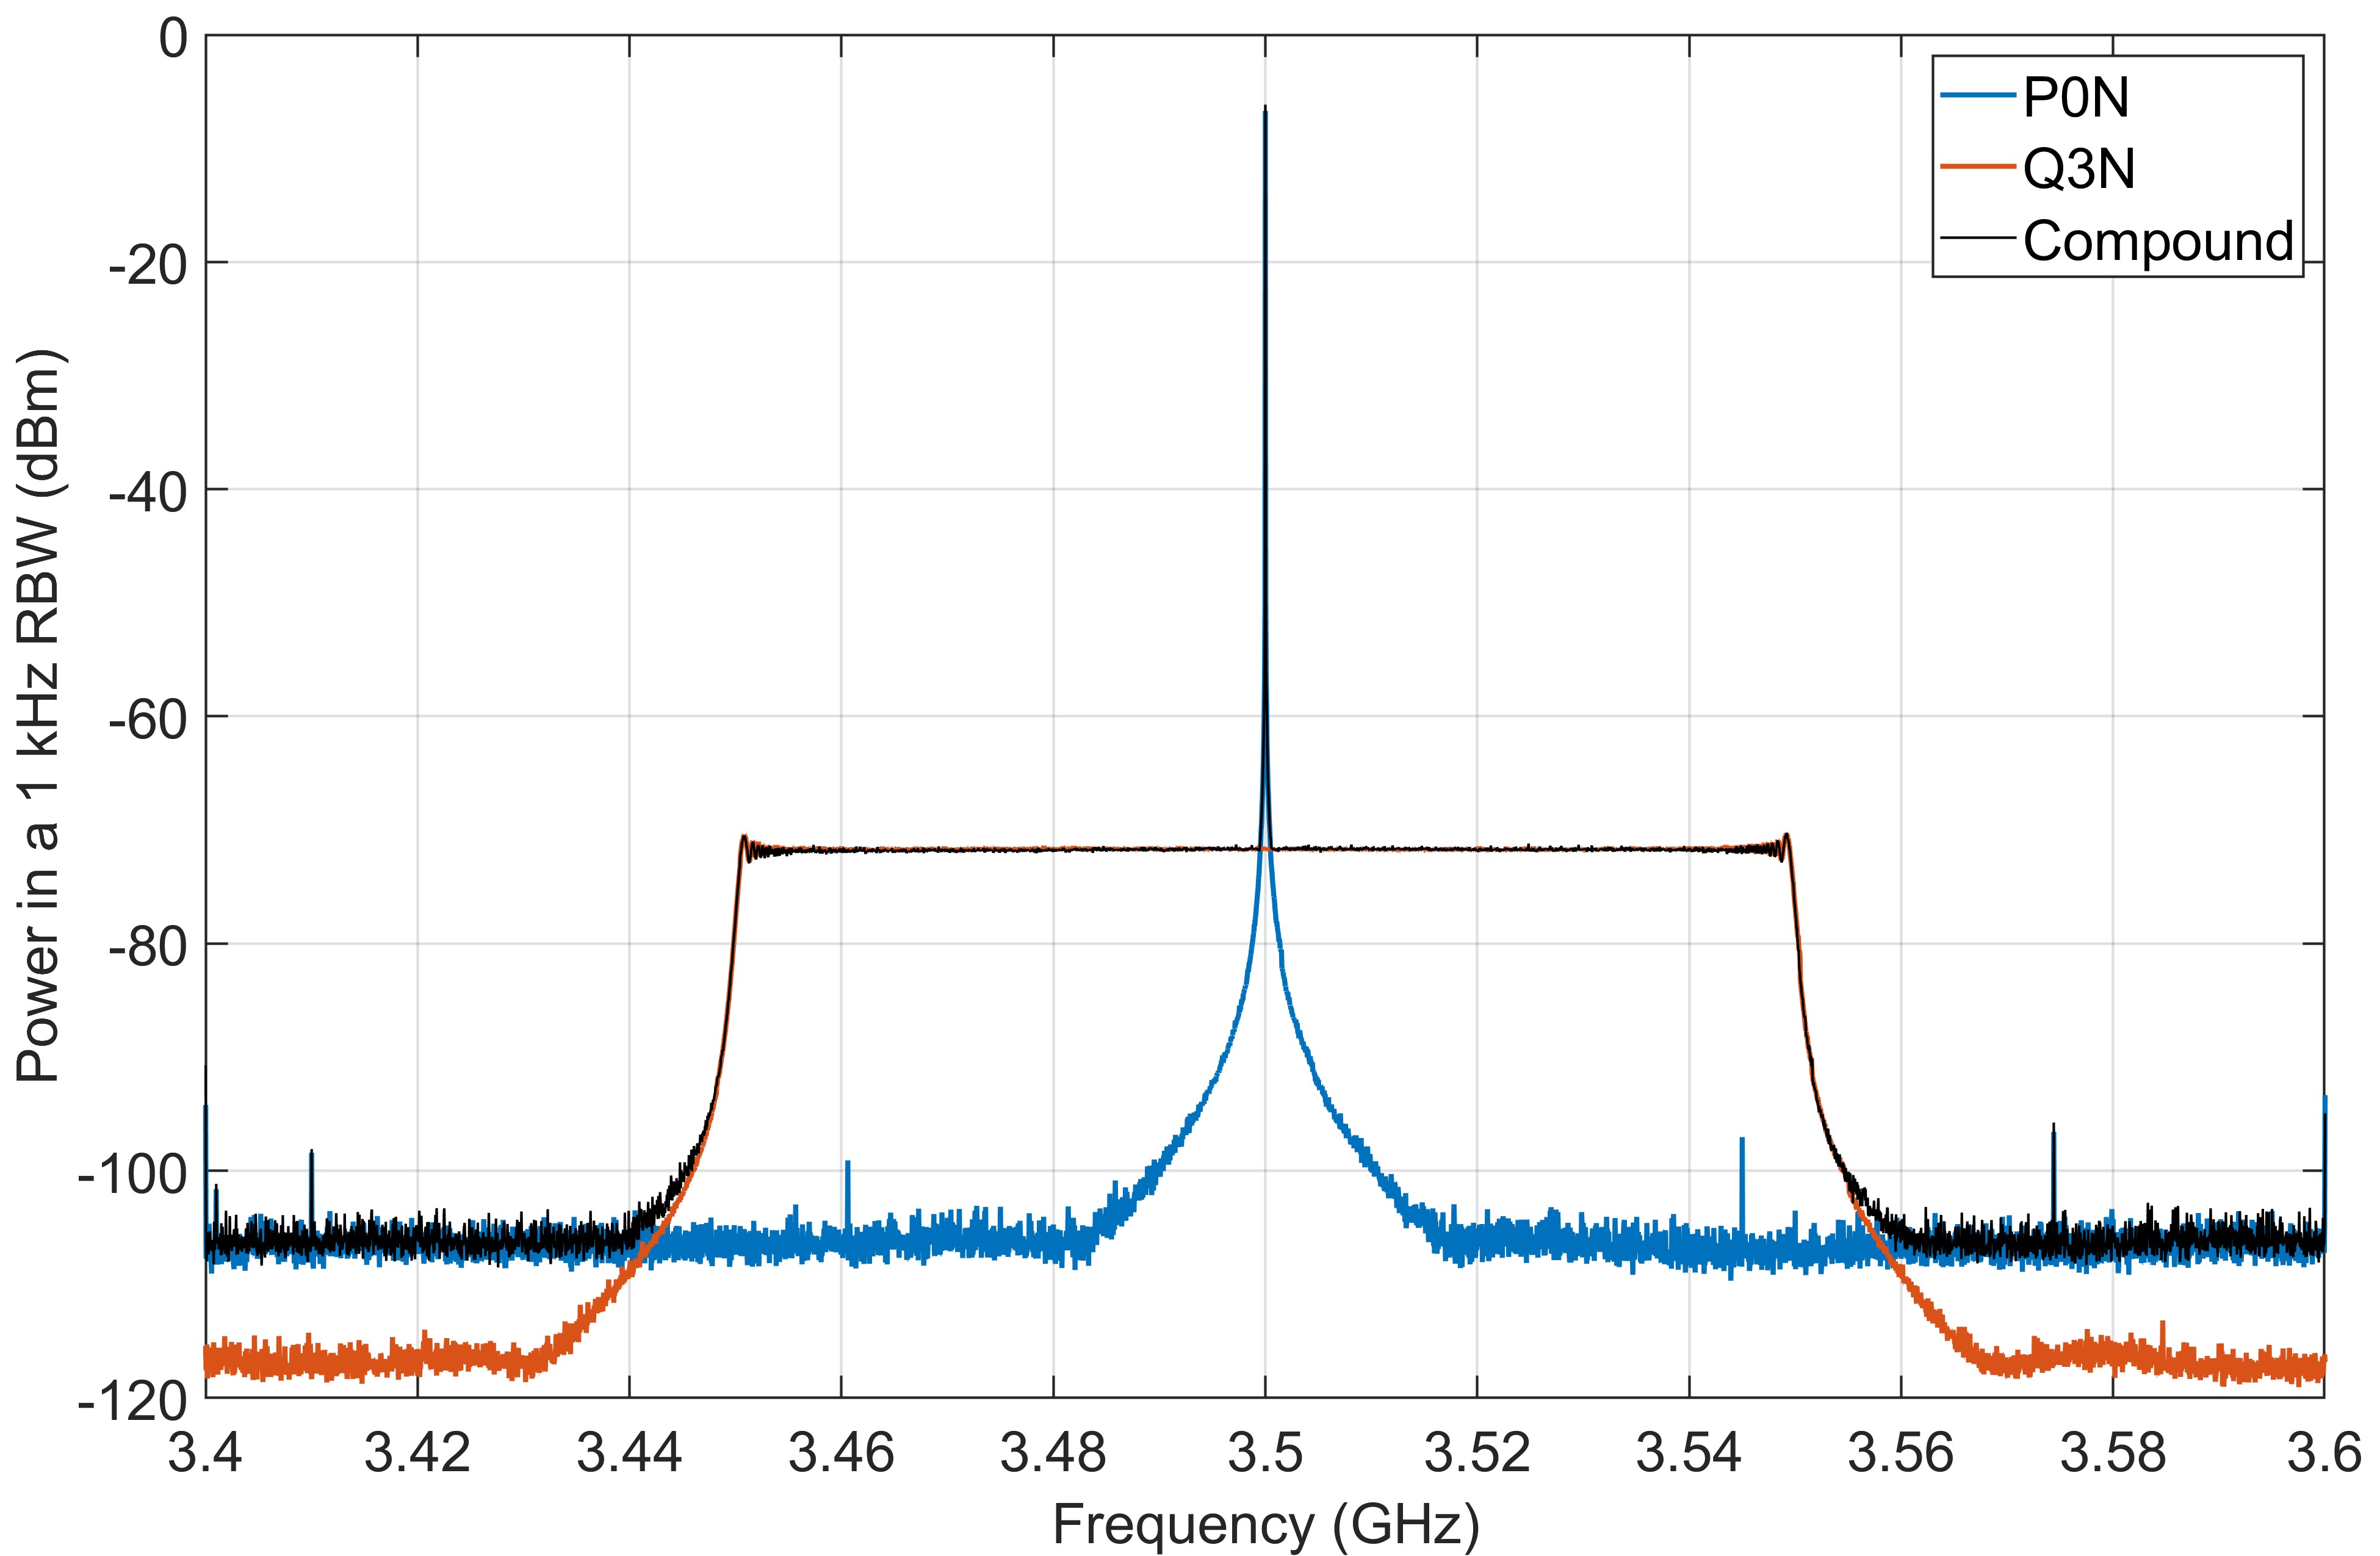 0
-20
-40
-60
-80
-100
-120
Power in a 1 kHz RBW (dBm)
P0N
Q3N
Compound
3.4 3.42 3.44 3.46 3.48 3.5 3.52 3.54 3.56 3.58 3.6
Frequency (GHz)